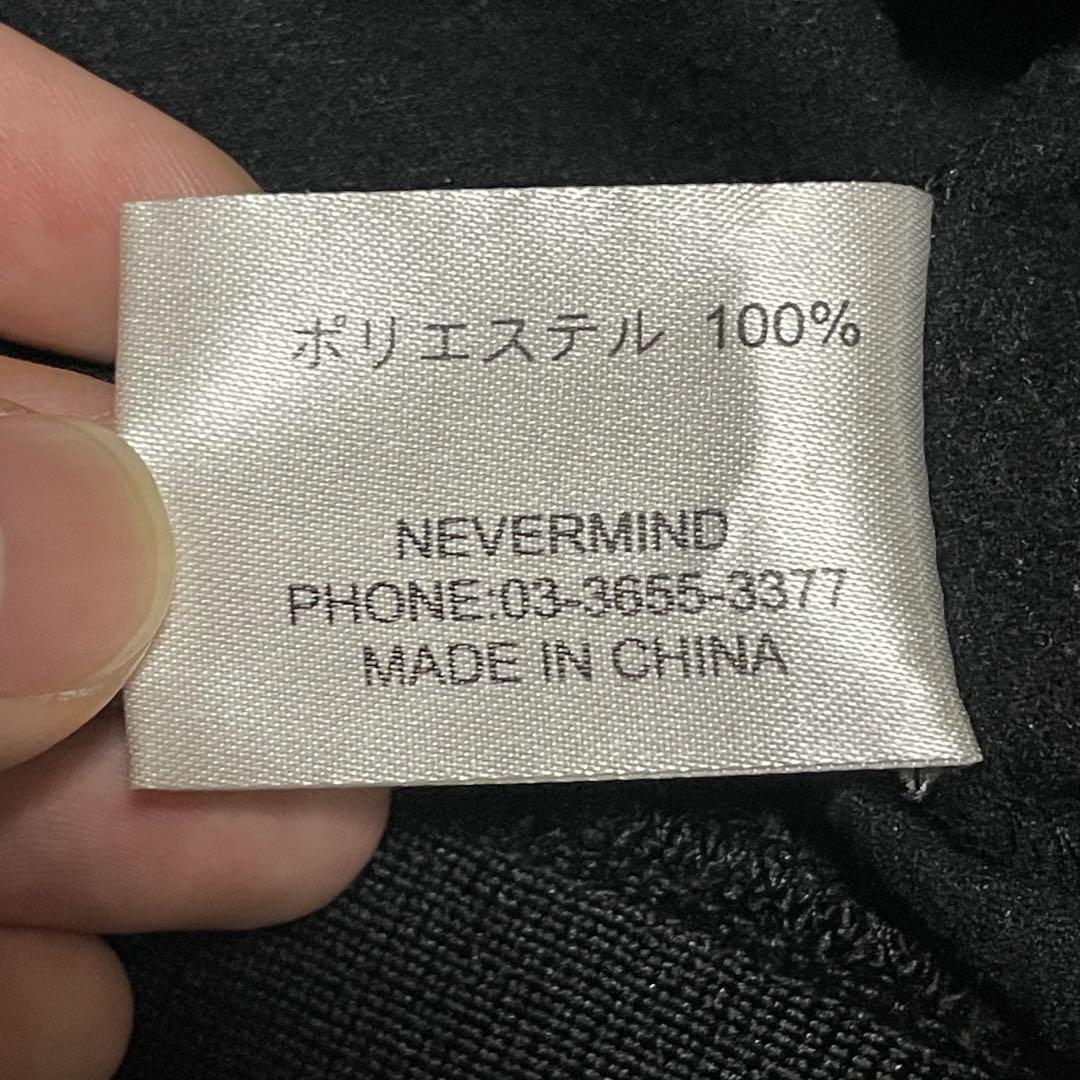 ポリエステル 100%
NEVERMIND
PHONE:03-3655-3377
MADE IN CHINA